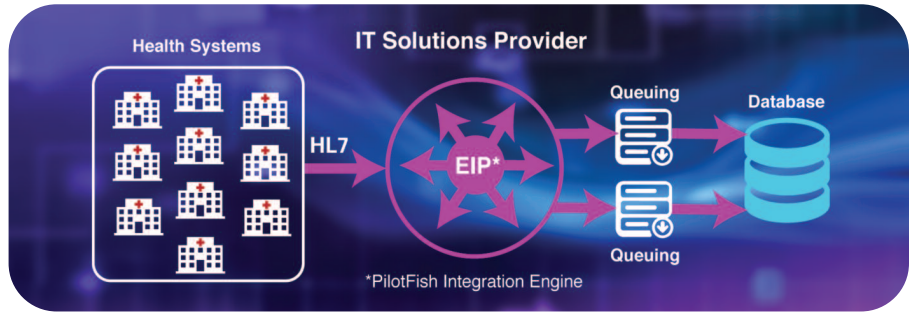 IT Solutions Provider
Health Systems
HL7
EIP*
Queuing
Database
Queuing
*PilotFish Integration Engine